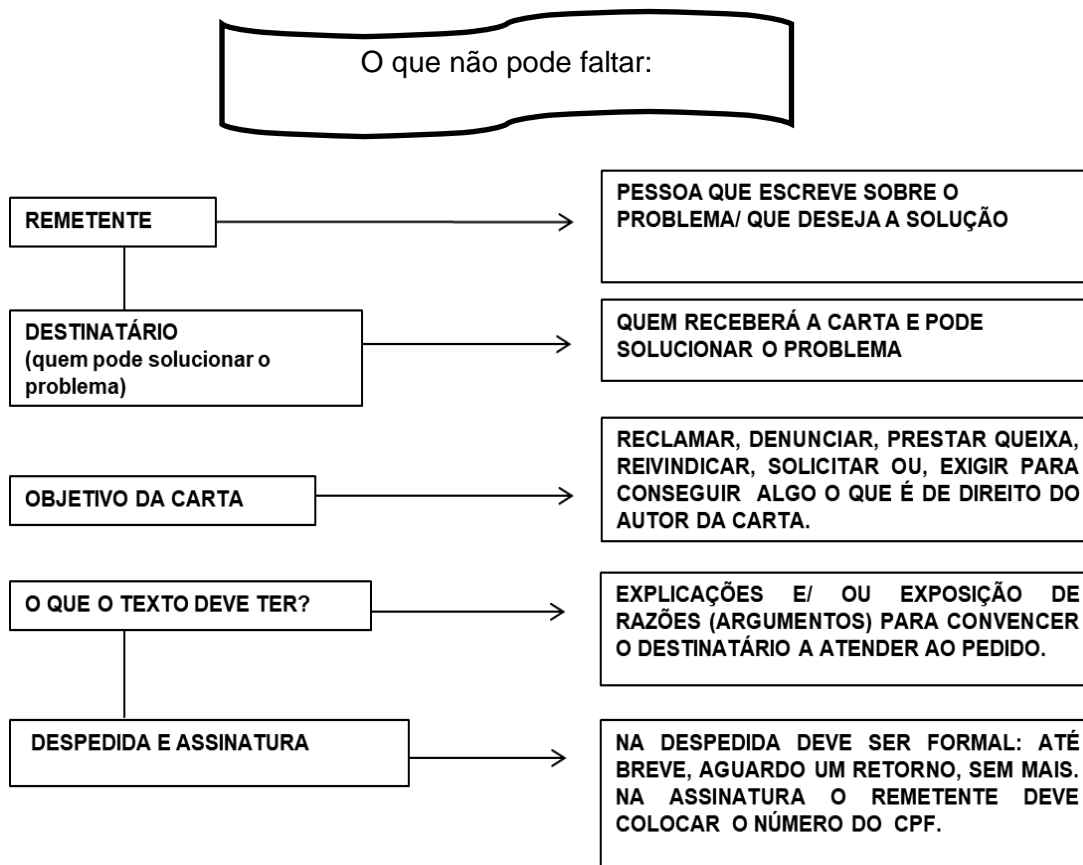 O que não pode faltar:
REMETENTE
PESSOA QUE ESCREVE SOBRE O
PROBLEMA/ QUE DESEJA A SOLUÇÃO
DESTINATÁRIO
(quem pode solucionar o
problema)
QUEM RECEBERÁ A CARTA E PODE
SOLUCIONAR O PROBLEMA
OBJETIVO DA CARTA
RECLAMAR, DENUNCIAR, PRESTAR QUEIXA,
REIVINDICAR, SOLICITAR OU, EXIGIR PARA
CONSEGUIR ALGO O QUE É DE DIREITO DO
AUTOR DA CARTA.
O QUE O TEXTO DEVE TER?
EXPLICAÇÕES E/ OU EXPOSIÇÃO DE
RAZÕES (ARGUMENTOS) PARA CONVENCER
O DESTINATÁRIO A ATENDER AO PEDIDO.
DESPEDIDA E ASSINATURA
NA DESPEDIDA DEVE SER FORMAL: ATÉ
BREVE, AGUARDO UM RETORNO, SEM MAIS.
NA ASSINATURA O REMETENTE DEVE
COLOCAR O NÚMERO DO CPF.